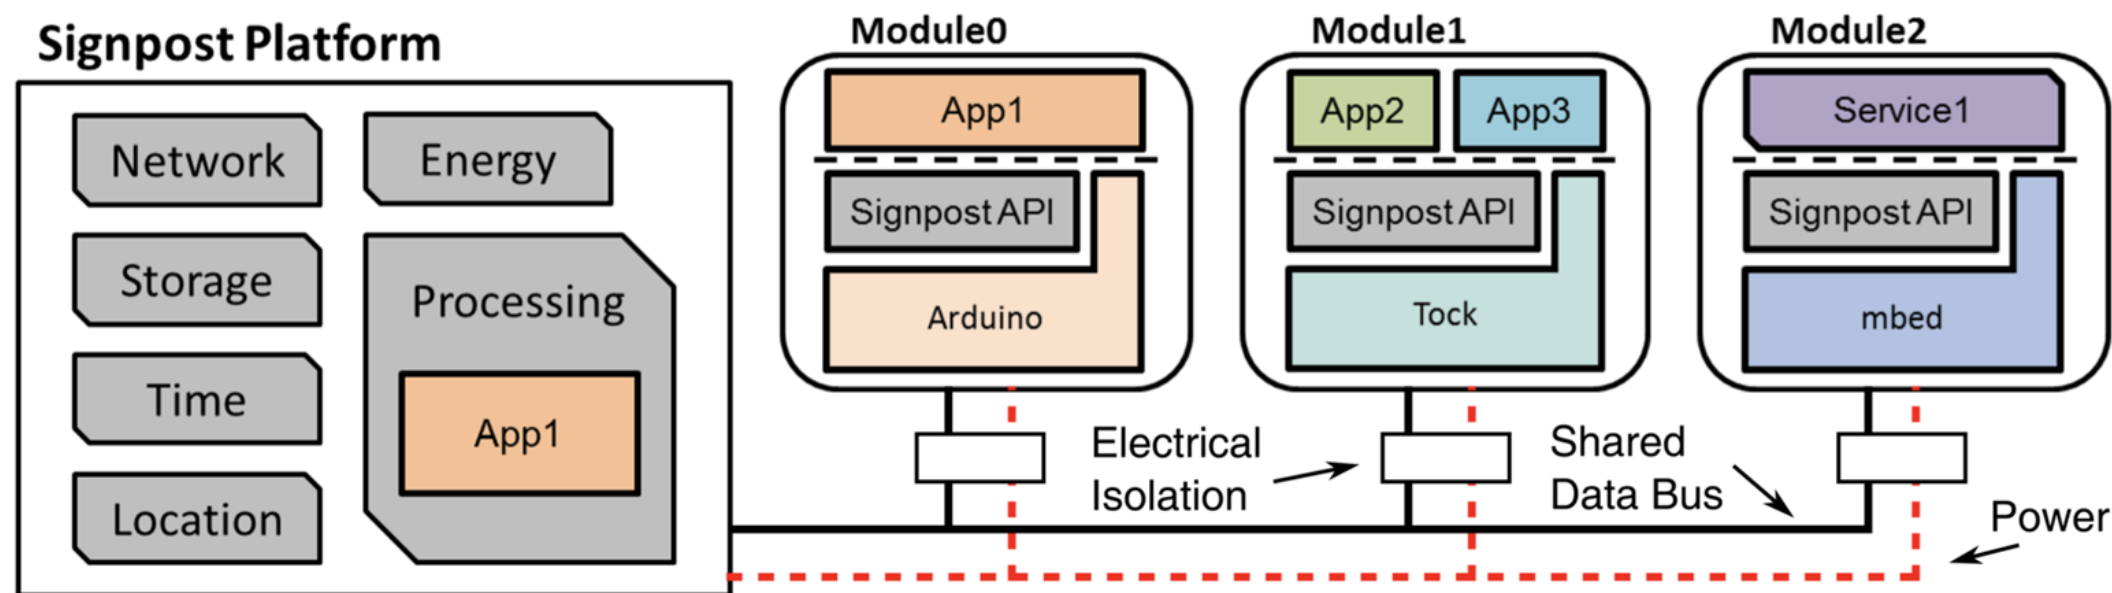 Signpost Platform
Network
Energy
Storage
Processing
Time
App1
Location
Module0
App1
Signpost API
Arduino
Module1
App2
App3
Signpost API
Tock
Module2
Service1
Signpost API
mbed
Electrical
Isolation
Shared
Data Bus
Power